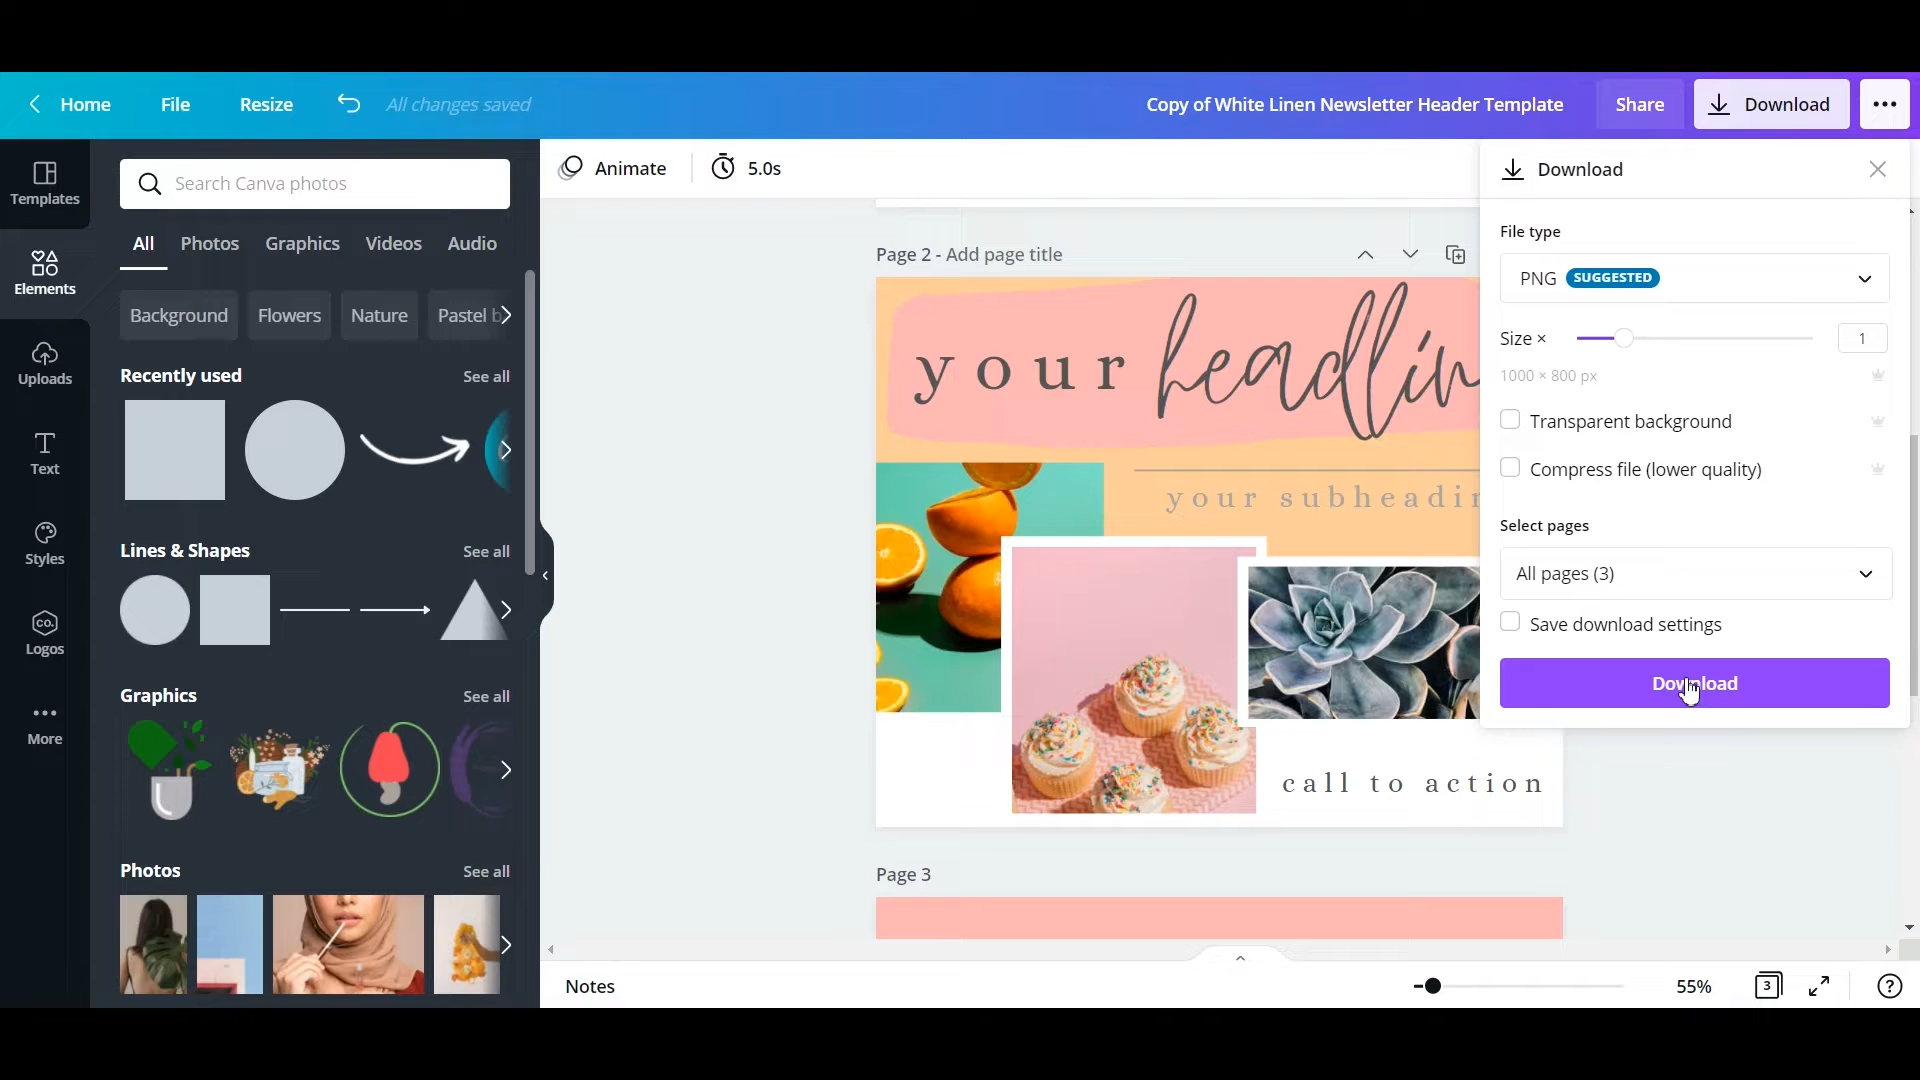 Home
File
Resize
All changes saved
Copy of White Linen Newsletter Header Template
Share
Download
Templates
Elements
Uploads
Text
Styles
CO.
Logos
More
Search Canva photos
All
Photos
Graphics
Videos
Audio
Background
Flowers
Nature
Pastel b
Recently used
See all
Lines & Shapes
See all
Graphics
See all
Photos
See all
Animate
5.0s
Page 2 - Add page title
your headlin
your subheadin
call to action
Page 3
Notes
55%
3
?
Download
File type
PNG SUGGESTED
Size ×
1
1000 × 800 px
Transparent background
Compress file (lower quality)
Select pages
All pages (3)
Save download settings
Download